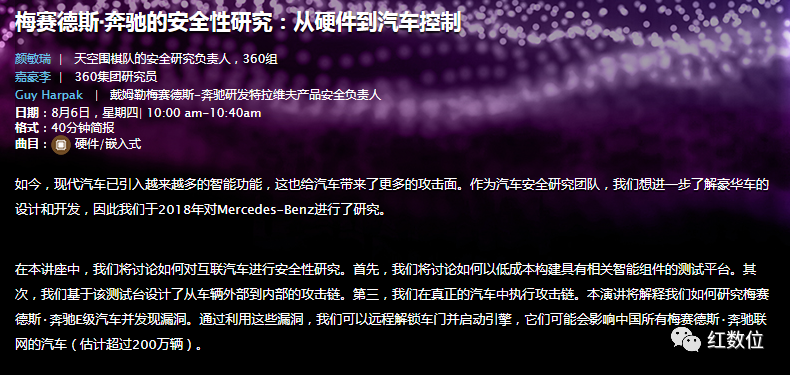 梅赛德斯·奔驰的安全性研究：从硬件到汽车控制
颜敏瑞 | 天空围棋队的安全研究负责人，360组
嘉豪李 | 360集团研究员
Guy Harpak | 戴姆勒梅赛德斯-奔驰研发特拉维夫产品安全负责人
日期：8月6日，星期四| 10:00 am-10:40am
格式：40分钟简报
曲目： 硬件/嵌入式
如今，现代汽车已引入越来越多的智能功能，这也给汽车带来了更多的攻击面。作为汽车安全研究团队，我们想进一步了解豪华车的
设计和开发，因此我们于2018年对Mercedes-Benz进行了研究。
在本讲座中，我们将讨论如何对互联汽车进行安全性研究。首先，我们将讨论如何以低成本构建具有相关智能组件的测试平台。其
次，我们基于该测试台设计了从车辆外部到内部的攻击链。第三，我们在真正的汽车中执行攻击链。本演讲将解释我们如何研究梅赛
德斯·奔驰E级汽车并发现漏洞。通过利用这些漏洞，我们可以远程解锁车门并启动引擎，它们可能会影响中国所有梅赛德斯·奔驰联
网的汽车（估计超过200万辆）。
红数位